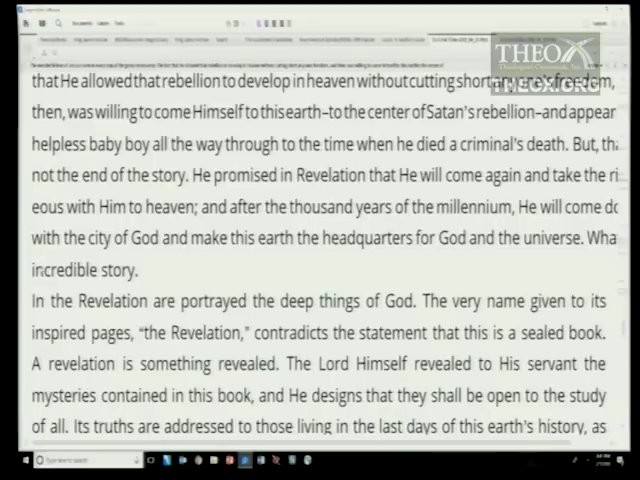 THEO
THEOX.ORG
that He allowed that rebellion to develop in heaven without cutting short anyone's freedom,
then, was willing to come Himself to this earth–to the center of Satan's rebellion–and appear
helpless baby boy all the way through to the time when he died a criminal's death. But, tha
not the end of the story. He promised in Revelation that He will come again and take the ri
eous with Him to heaven; and after the thousand years of the millennium, He will come do
with the city of God and make this earth the headquarters for God and the universe. Wha
incredible story.
In the Revelation are portrayed the deep things of God. The very name given to its
inspired pages, “the Revelation,” contradicts the statement that this is a sealed book.
A revelation is something revealed. The Lord Himself revealed to His servant the
mysteries contained in this book, and He designs that they shall be open to the study
of all. Its truths are addressed to those living in the last days of this earth's history, as